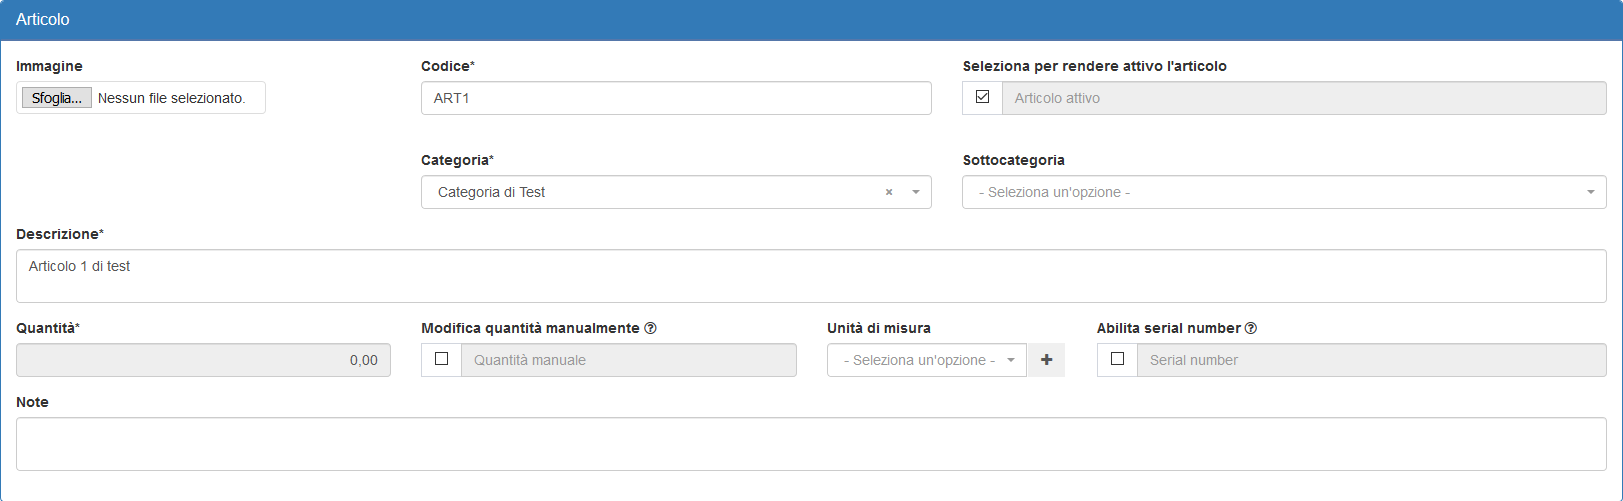 Articolo
Immagine
Codice*
Seleziona per rendere attivo l'articolo
Sfoglia... Nessun file selezionato.
ART1
Articolo attivo
Categoria*
Sottocategoria
Categoria di Test ×
- Seleziona un'opzione -
Descrizione*
Articolo 1 di test
Quantità*
Modifica quantità manualmente ?
Unità di misura
Abilita serial number ?
0,00
Quantità manuale
- Seleziona un'opzione - +
Serial number
Note